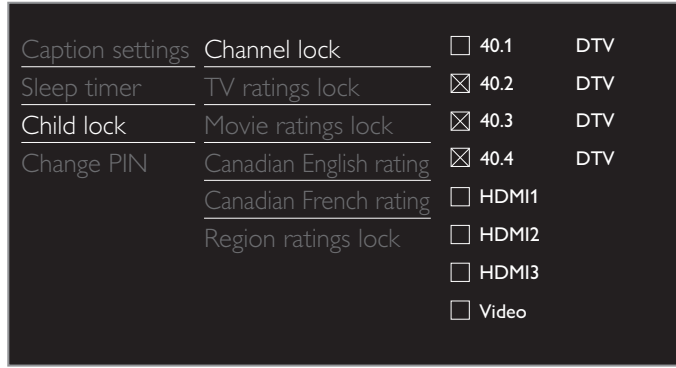 Caption settings
Sleep timer
Child lock
Change PIN
Channel lock
TV ratings lock
Movie ratings lock
Canadian English rating
Canadian French rating
Region ratings lock
40.1 DTV
40.2 DTV
40.3 DTV
40.4 DTV
HDMI1
HDMI2
HDMI3
Video